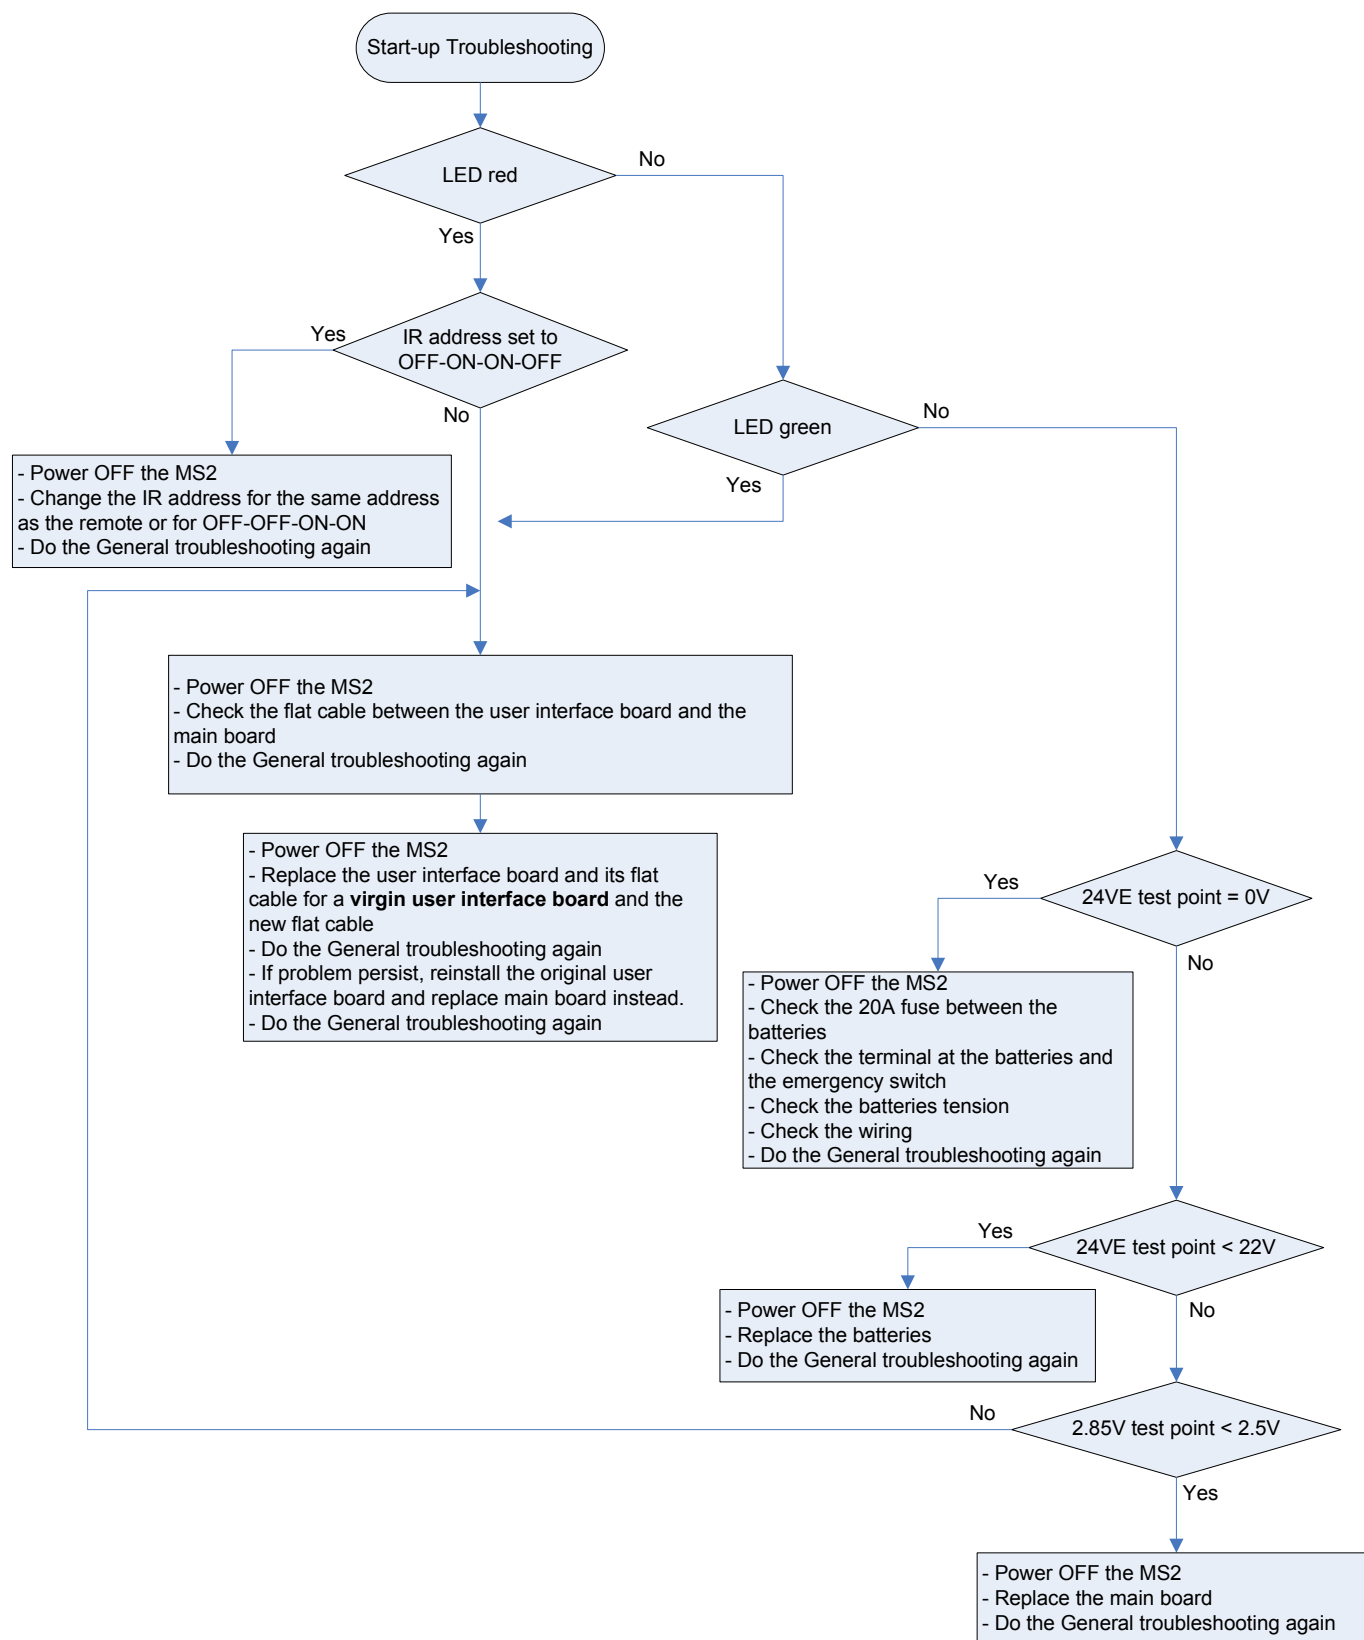 Start-up Troubleshooting
LED red
No
Yes
IR address set to
OFF-ON-ON-OFF
Yes
No
LED green
No
Yes
- Power OFF the MS2
- Change the IR address for the same address
as the remote or for OFF-OFF-ON-ON
- Do the General troubleshooting again
- Power OFF the MS2
- Check the flat cable between the user interface board and the
main board
- Do the General troubleshooting again
- Power OFF the MS2
- Replace the user interface board and its flat
cable for a virgin user interface board and the
new flat cable
- Do the General troubleshooting again
- If problem persist, reinstall the original user
interface board and replace main board instead.
- Do the General troubleshooting again
24VE test point = 0V
Yes
No
- Power OFF the MS2
- Check the 20A fuse between the
batteries
- Check the terminal at the batteries and
the emergency switch
- Check the batteries tension
- Check the wiring
- Do the General troubleshooting again
24VE test point < 22V
Yes
No
- Power OFF the MS2
- Replace the batteries
- Do the General troubleshooting again
2.85V test point < 2.5V
No
Yes
- Power OFF the MS2
- Replace the main board
- Do the General troubleshooting again